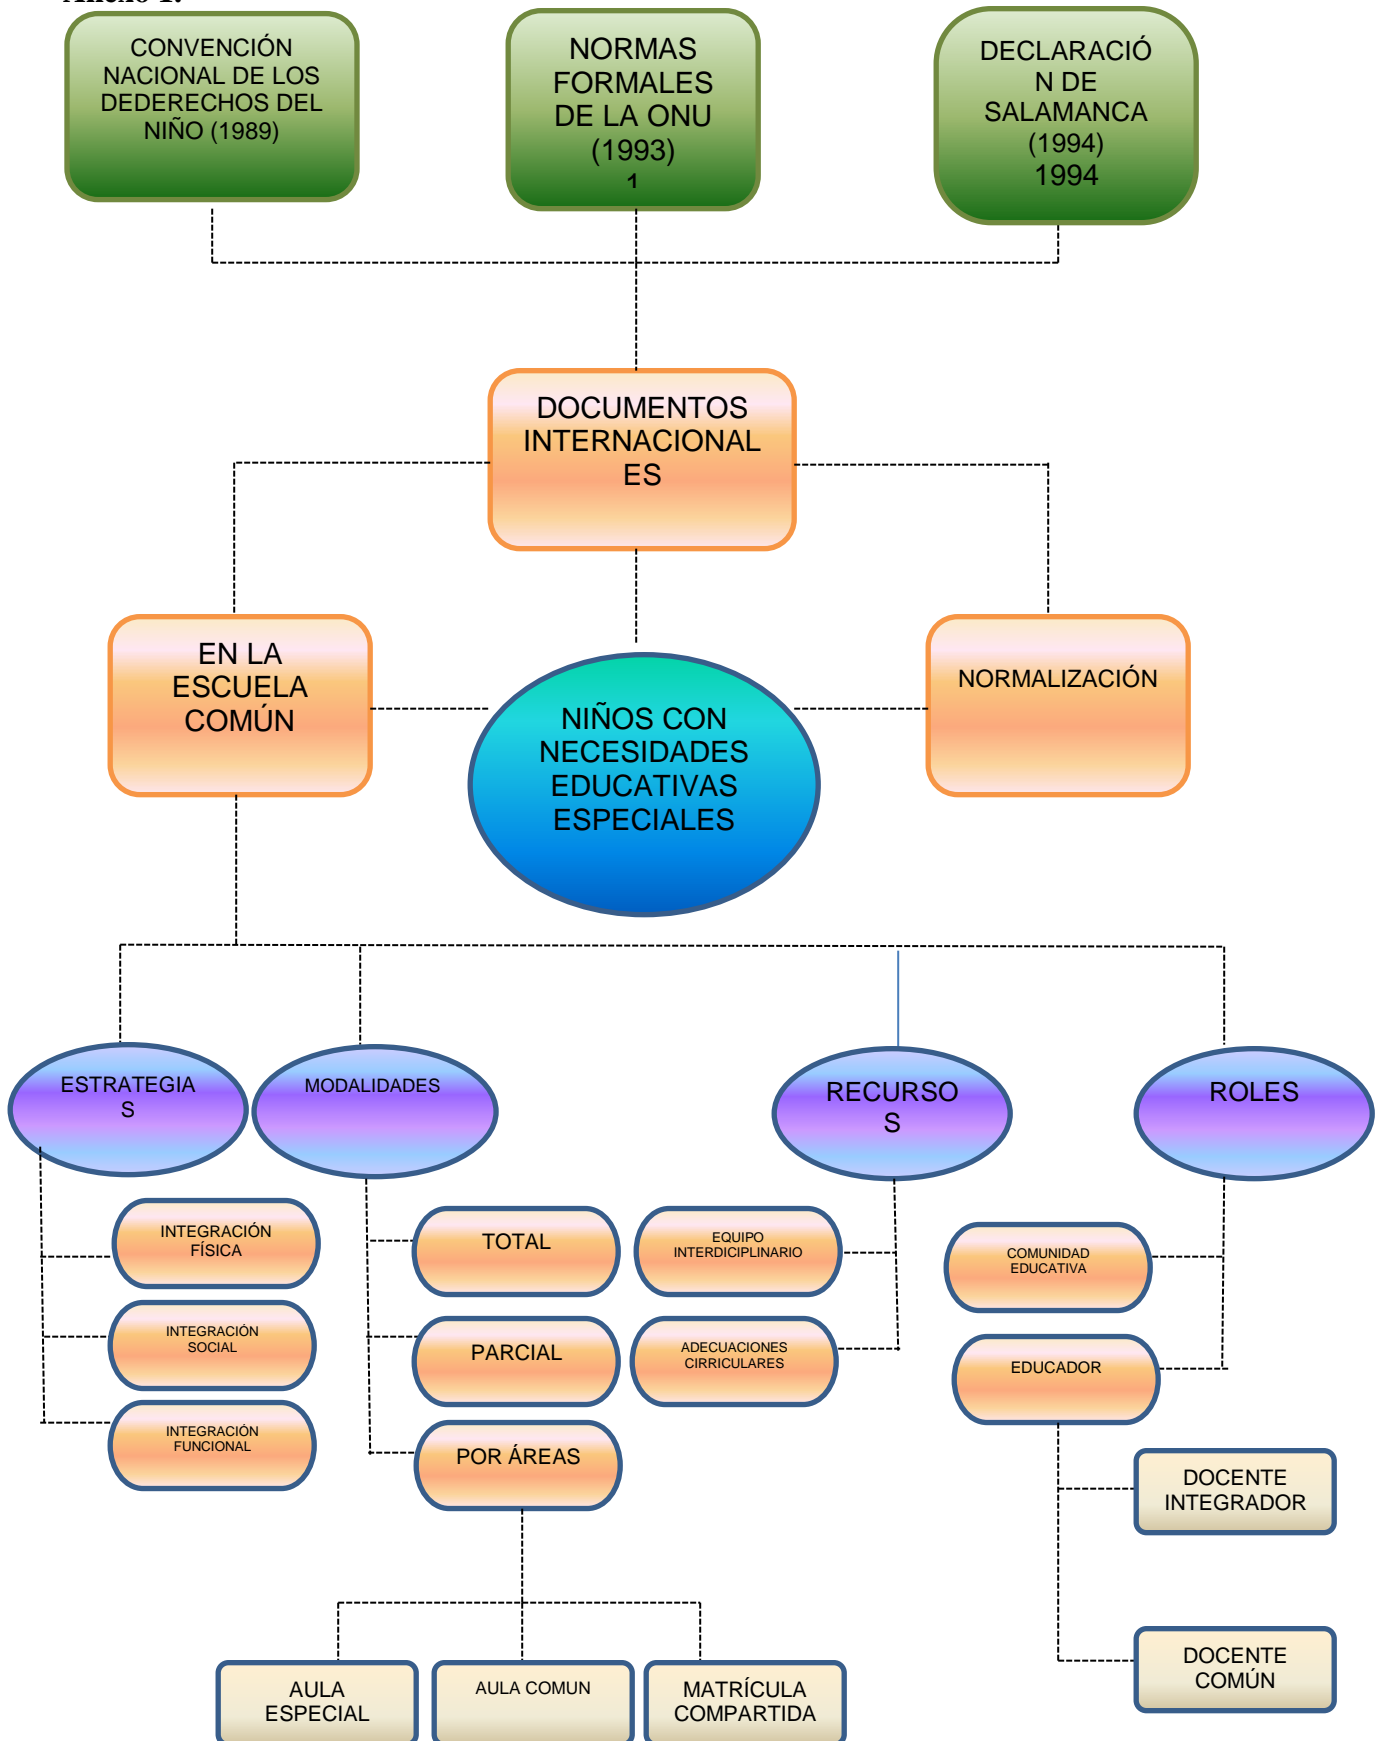 Anexo 1.
CONVENCIÓN
NACIONAL DE LOS
DEDERECHOS DEL
NIÑO (1989)
NORMAS
FORMALES
DE LA ONU
(1993)
1
DECLARACIÓ
N DE
SALAMANCA
(1994)
1994
DOCUMENTOS
INTERNACIONAL
ES
EN LA
ESCUELA
COMÚN
NIÑOS CON
NECESIDADES
EDUCATIVAS
ESPECIALES
NORMALIZACIÓN
ESTRATEGIA
S
MODALIDADES
RECURSO
S
ROLES
INTEGRACIÓN
FÍSICA
INTEGRACIÓN
SOCIAL
INTEGRACIÓN
FUNCIONAL
TOTAL
PARCIAL
POR ÁREAS
EQUIPO
INTERDICIPLINARIO
ADECUACIONES
CIRRICULARES
COMUNIDAD
EDUCATIVA
EDUCADOR
DOCENTE
INTEGRADOR
DOCENTE
COMÚN
AULA
ESPECIAL
AULA COMUN
MATRÍCULA
COMPARTIDA